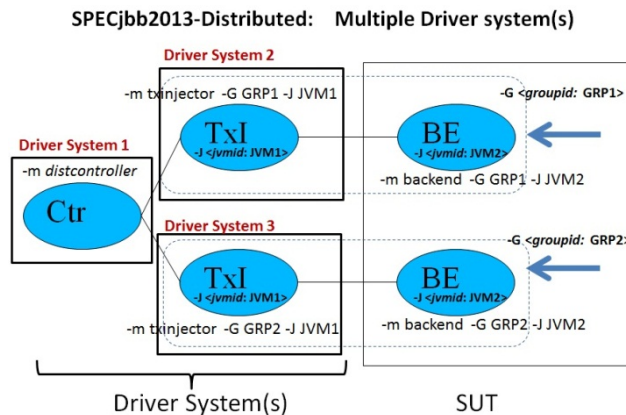 SPECjbb2013-Distributed: Multiple Driver system(s)
Driver System 2
-m txinjector -G GRP1 -J JVM1
-G <groupid: GRP1>
TxI
-J <jvmid: JVM1>
BE
-J <jvmid: JVM2>
Driver System 1
-m distcontroller
-m backend -G GRP1 -J JVM2
Ctr
Driver System 3
-G <groupid: GRP2>
TxI
-J <jvmid: JVM1>
BE
-J <jvmid: JVM2>
-m txinjector -G GRP2 -J JVM1
-m backend -G GRP2 -J JVM2
Driver System(s)
SUT